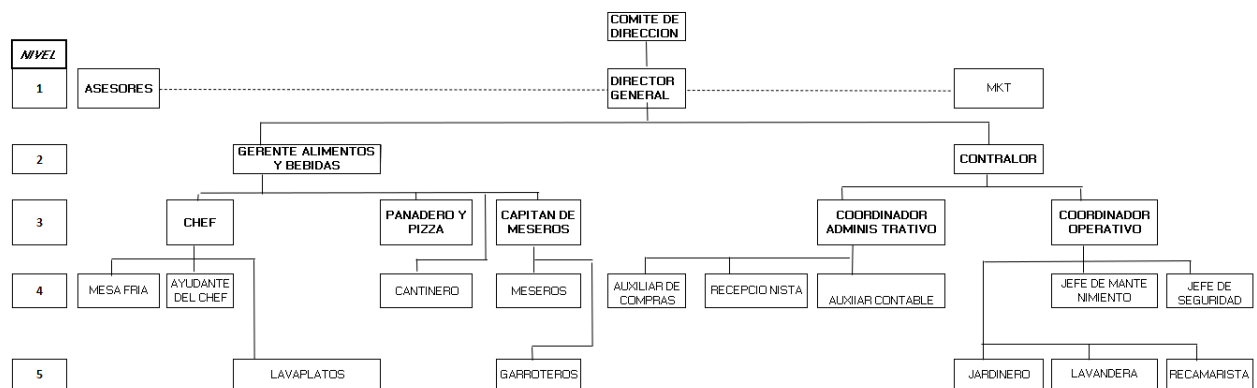 COMITE DE
DIRECCION
NIVEL
1
ASESORES
DIRECTOR
GENERAL
MKT
2
GERENTE ALIMENTOS
Y BEBIDAS
CONTRALOR
3
CHEF
PANADERO Y
PIZZA
CAPITAN DE
MESEROS
COORDINADOR
ADMINIS TRATIVO
COORDINADOR
OPERATIVO
4
MESA FRIA
AYUDANTE
DEL CHEF
CANTINERO
MESEROS
AUXILIAR DE
COMPRAS
RECEPCIO NISTA
AUXIIAR CONTABLE
JEFE DE MANTE
NIMIENTO
JEFE DE
SEGURIDAD
5
LAVAPLATOS
GARROTEROS
JARDINERO
LAVANDERA
RECAMARISTA